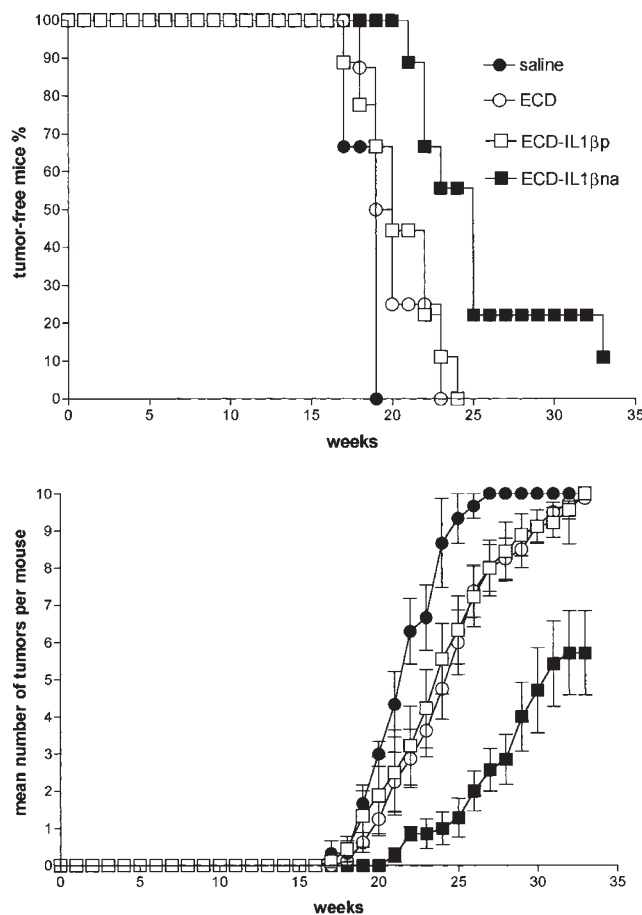 tumor-free mice %
100
90
80
70
60
50
40
30
20
10
0
0 5 10 15 20 25 30 35
weeks
saline
ECD
ECD-IL1βp
ECD-IL1βna
mean number of tumors per mouse
10
9
8
7
6
5
4
3
2
1
0
0 5 10 15 20 25 30 35
weeks